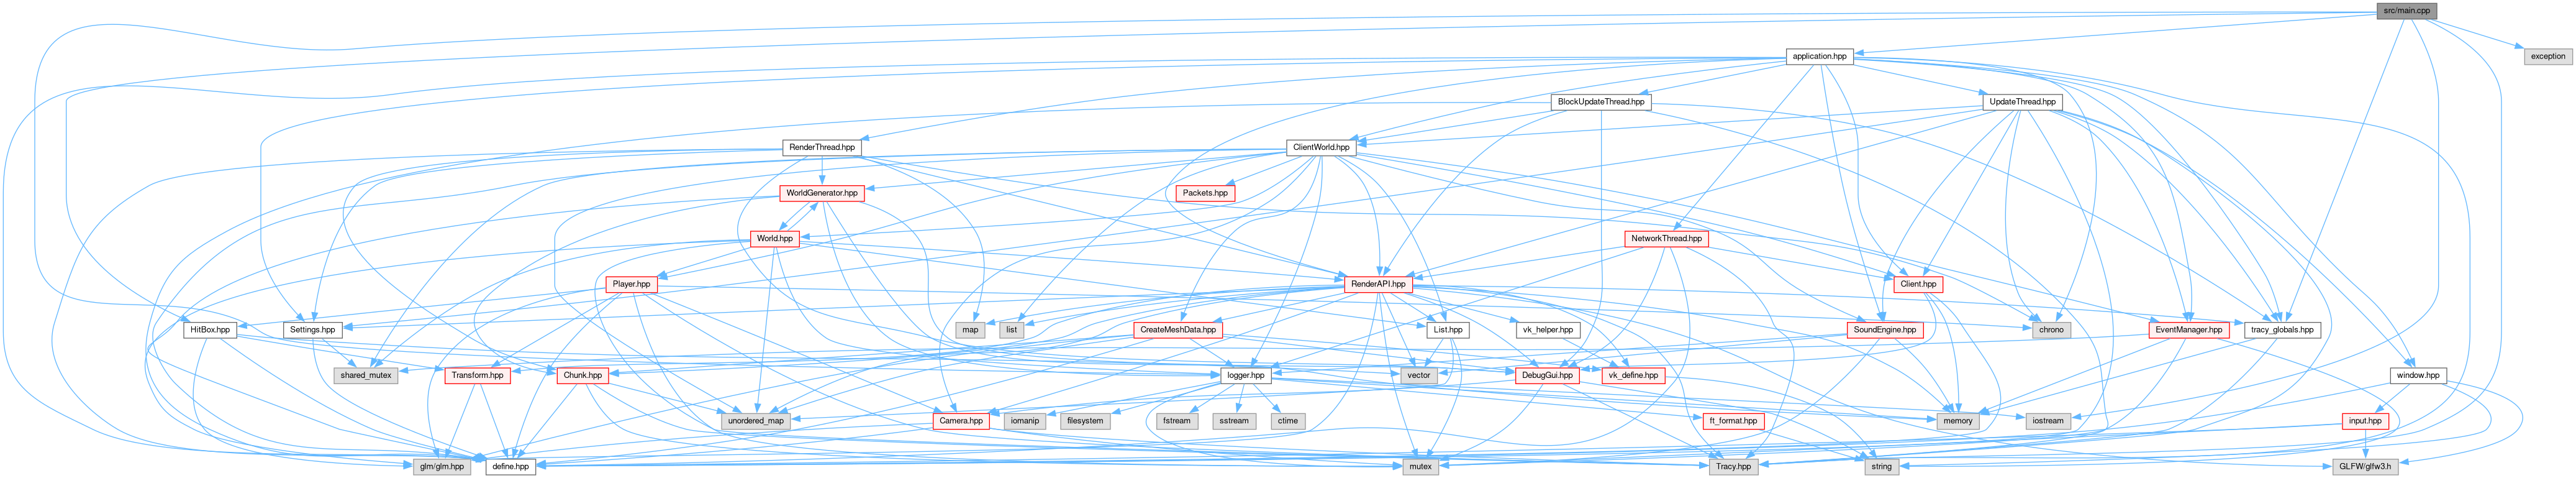 src/main.cpp
application.hpp
exception
BlockUpdateThread.hpp
UpdateThread.hpp
RenderThread.hpp
ClientWorld.hpp
WorldGenerator.hpp
Packets.hpp
World.hpp
NetworkThread.hpp
Player.hpp
RenderAPI.hpp
Client.hpp
HitBox.hpp
Settings.hpp
map
list
CreateMeshData.hpp
List.hpp
vk_helper.hpp
SoundEngine.hpp
chrono
EventManager.hpp
tracy_globals.hpp
shared_mutex
Transform.hpp
Chunk.hpp
logger.hpp
vector
DebugGui.hpp
vk_define.hpp
window.hpp
unordered_map
Camera.hpp
iomanip
filesystem
fstream
sstream
ctime
ft_format.hpp
memory
iostream
input.hpp
glm/glm.hpp
define.hpp
mutex
Tracy.hpp
string
GLFW/glfw3.h